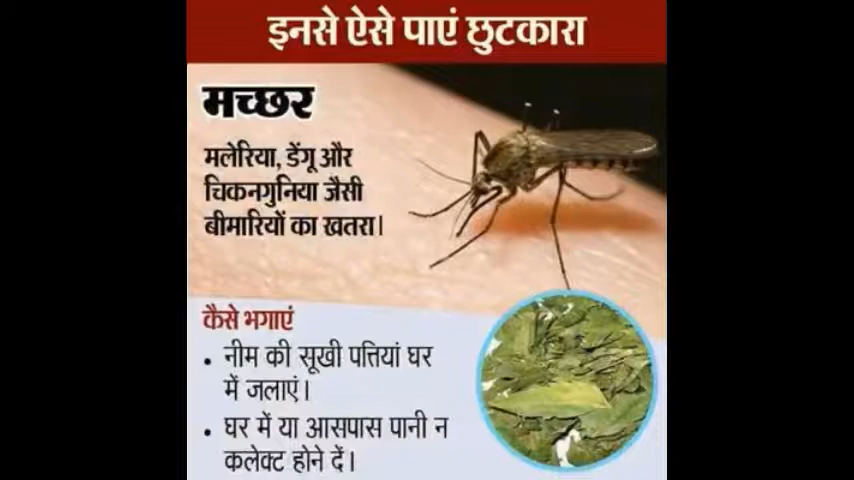 इनसे ऐसे पाएं छुटकारा
मच्छर
मलेरिया, डेंगू और
चिकनगुनिया जैसी
बीमारियों का खतरा।
कैसे भगाएं
• नीम की सूखी पत्तियां घर
में जलाएं।
• घर में या आसपास पानी न
कलेक्ट होने दें।